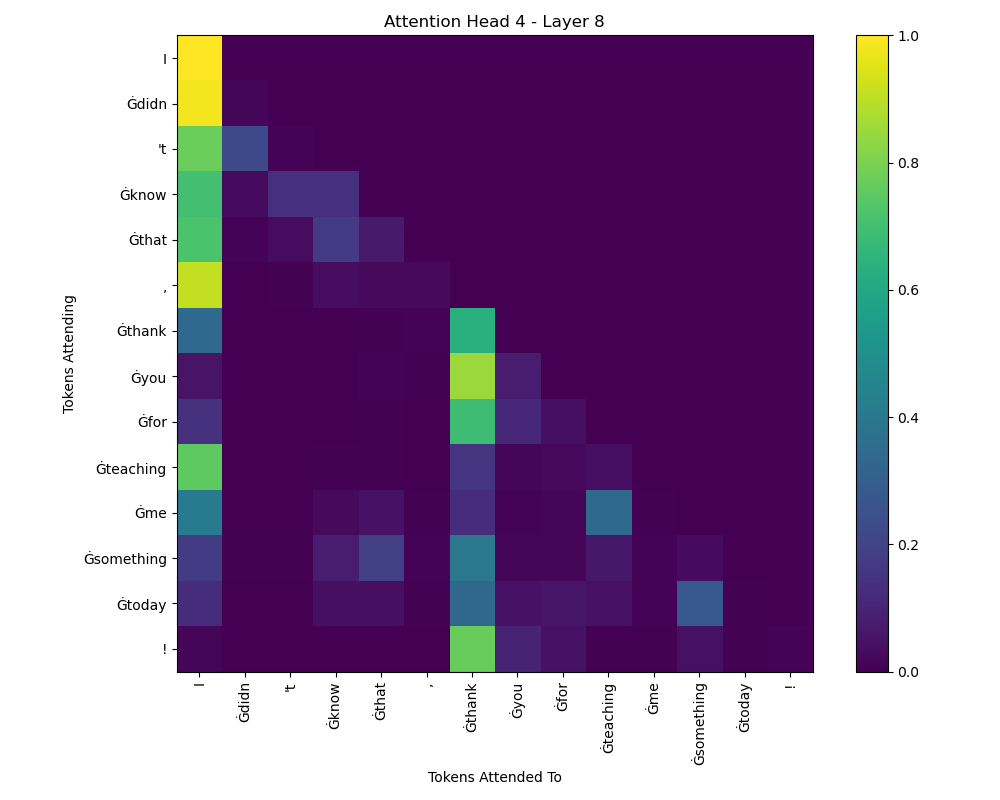 Attention Head 4 - Layer 8
Tokens Attending
I
Ġdidn
't
Ġknow
Ġthat
,
Ġthank
Ġyou
Ġfor
Ġteaching
Ġme
Ġsomething
Ġtoday
!
I
Ġdidn
't
Ġknow
Ġthat
,
Ġthank
Ġyou
Ġfor
Ġteaching
Ġme
Ġsomething
Ġtoday
!
Tokens Attended To
1.0
0.8
0.6
0.4
0.2
0.0